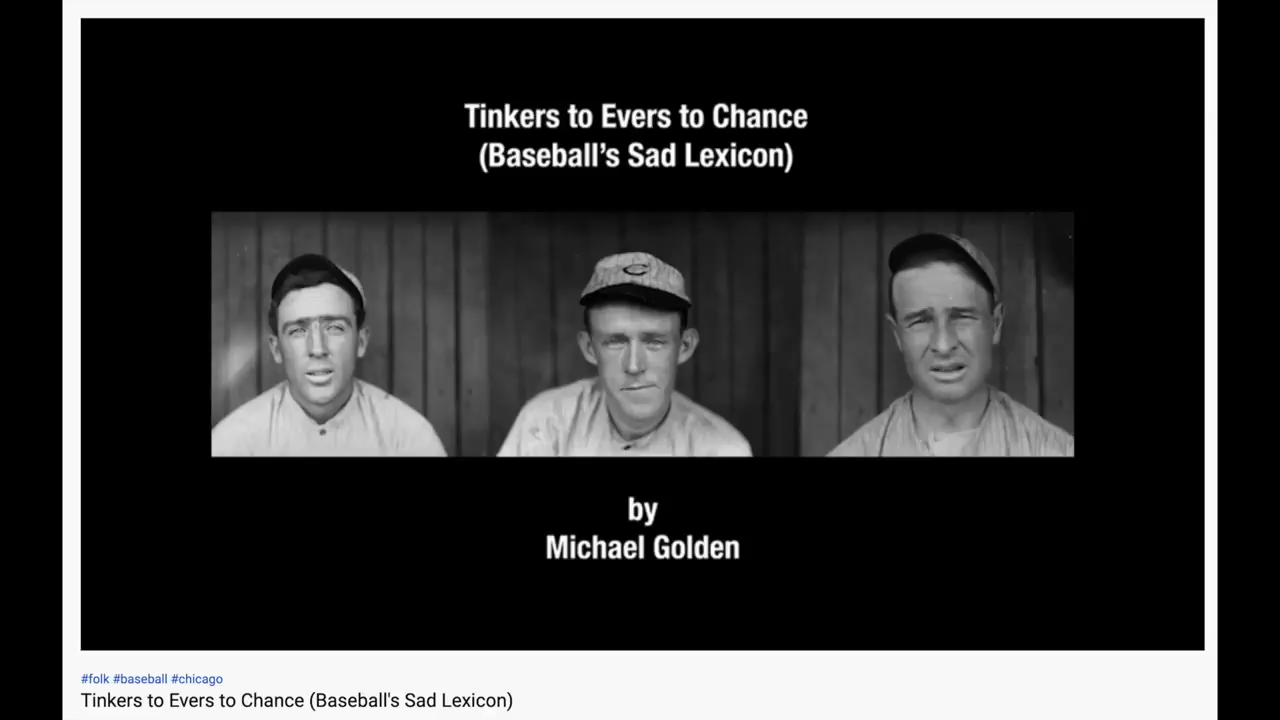 Tinkers to Evers to Chance
(Baseball’s Sad Lexicon)
C
by
Michael Golden
#folk #baseball #chicago
Tinkers to Evers to Chance (Baseball's Sad Lexicon)